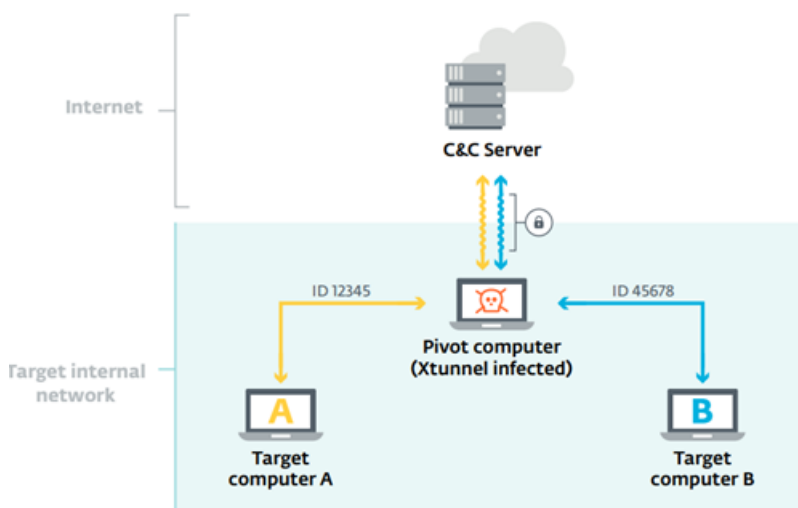 Internet
C&C Server
ID 12345
ID 45678
Pivot computer
(Xtunnel infected)
Target internal
network
A
B
Target
computer A
Target
computer B